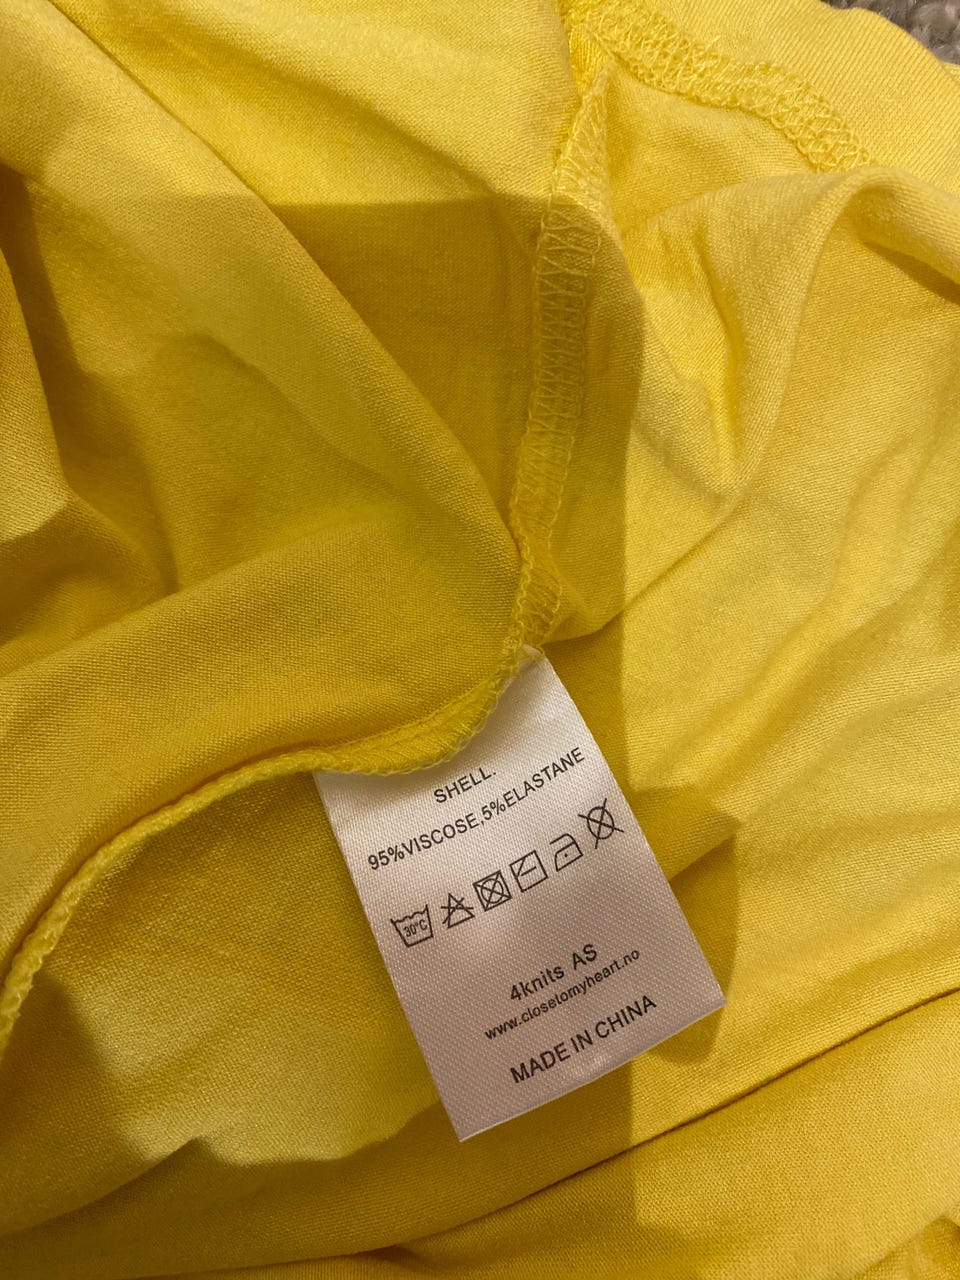 SHELL.
95%VISCOSE,5%ELASTANE
30°C
4knits AS
www.closetomyheart.no
MADE IN CHINA